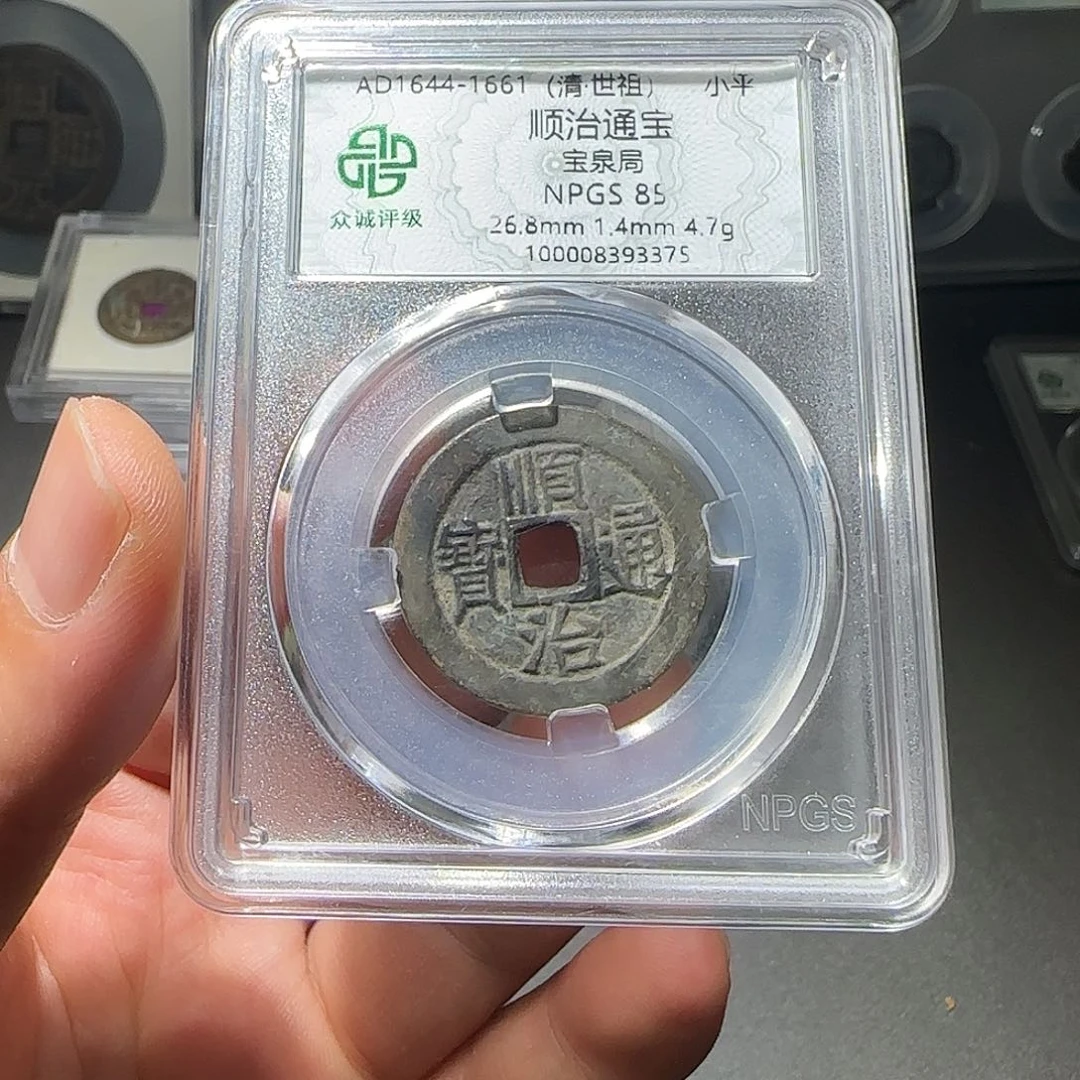 AD1644-1661 (清·世祖) 小平
顺治通宝
宝泉局
NPGS 85
26.8mm 1.4mm 4.7g
100008393375
众诚评级
順
寶 通
治
NPGS